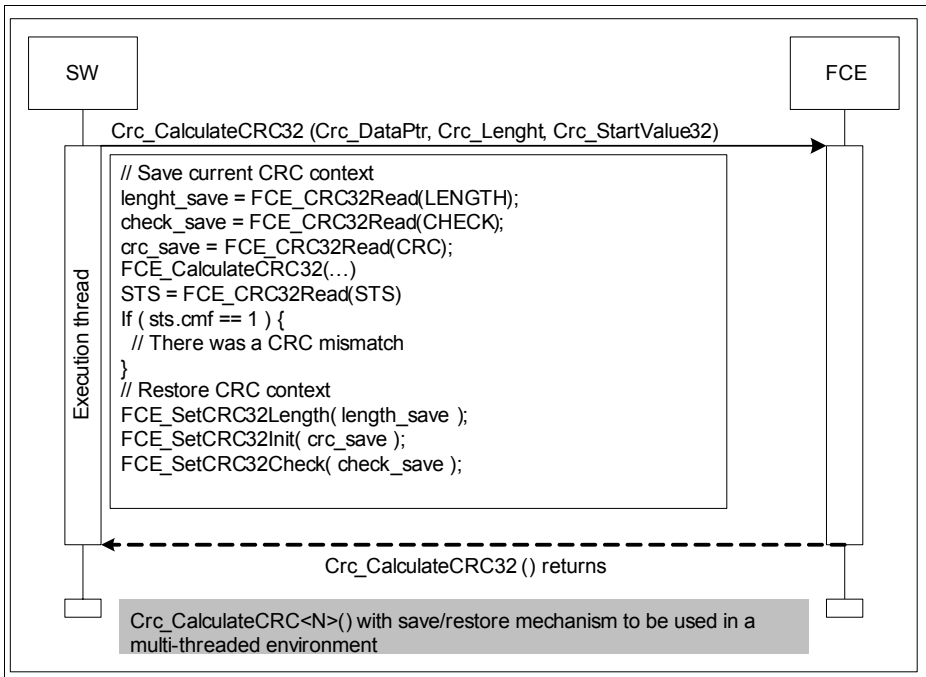 SW
FCE
Crc_CalculateCRC32 (Crc_DataPtr, Crc_Lenght, Crc_StartValue32)
Execution thread
// Save current CRC context
lenght_save = FCE_CRC32Read(LENGTH);
check_save = FCE_CRC32Read(CHECK);
crc_save = FCE_CRC32Read(CRC);
FCE_CalculateCRC32(…)
STS = FCE_CRC32Read(STS)
If ( sts.cmf == 1 ) {
// There was a CRC mismatch
}
// Restore CRC context
FCE_SetCRC32Length( length_save );
FCE_SetCRC32Init( crc_save );
FCE_SetCRC32Check( check_save );
Crc_CalculateCRC32 () returns
Crc_CalculateCRC<N>() with save/restore mechanism to be used in a
multi-threaded environment